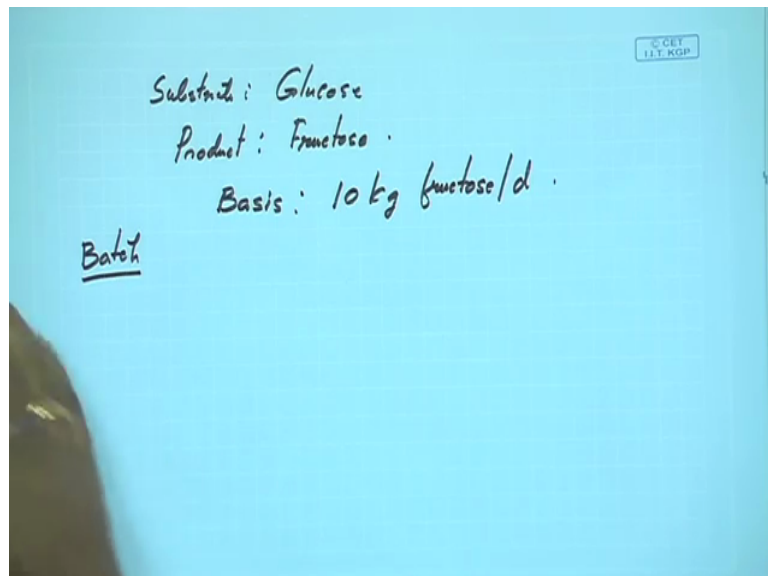 © CET
I.I.T. KGP
Substrate : Glucose
Product : Fructose .
Basis : 10 kg fructose/d .
Batch